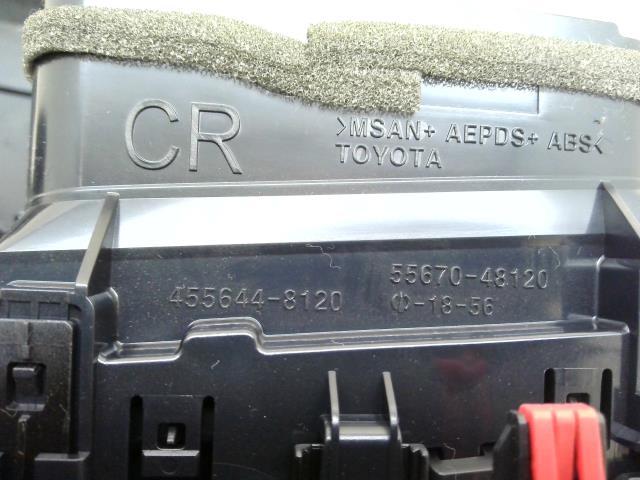 CR
>MSAN+ AEPDS+ ABS<
TOYOTA
455644-8120
55670-48120
Φ-18-56